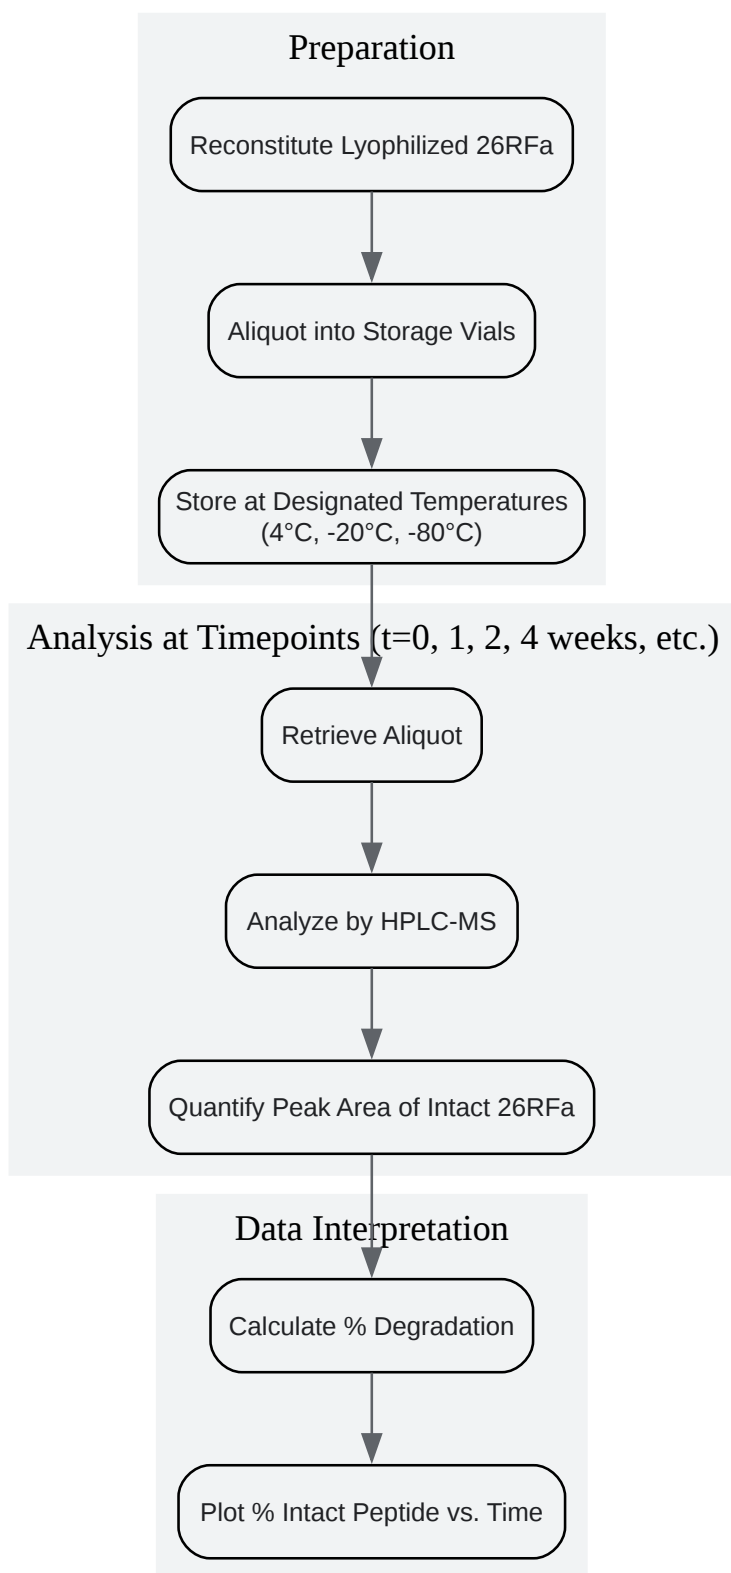 Preparation
Reconstitute Lyophilized 26RFa
Aliquot into Storage Vials
Store at Designated Temperatures
(4°C, -20°C, -80°C)
Analysis at Timepoints (t=0, 1, 2, 4 weeks, etc.)
Retrieve Aliquot
Analyze by HPLC-MS
Quantify Peak Area of Intact 26RFa
Data Interpretation
Calculate % Degradation
Plot % Intact Peptide vs. Time